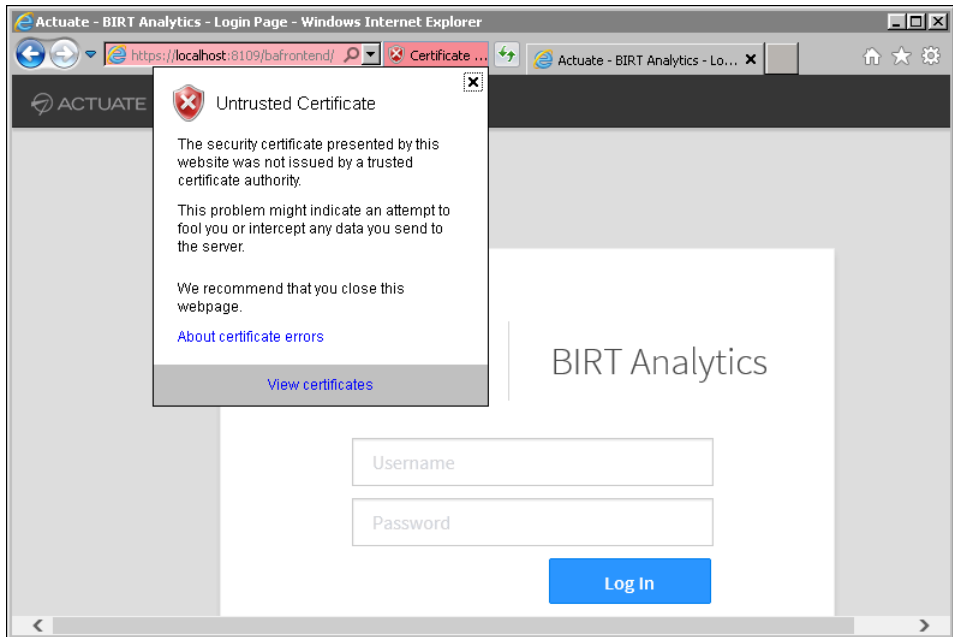 Actuate - BIRT Analytics - Login Page - Windows Internet Explorer
https://localhost:8109/bafrontend/
Certificate ...
Actuate - BIRT Analytics - Lo...
ACTUATE
Untrusted Certificate
The security certificate presented by this
website was not issued by a trusted
certificate authority.
This problem might indicate an attempt to
fool you or intercept any data you send to
the server.
We recommend that you close this
webpage.
About certificate errors
View certificates
BIRT Analytics
Username
Password
Log In